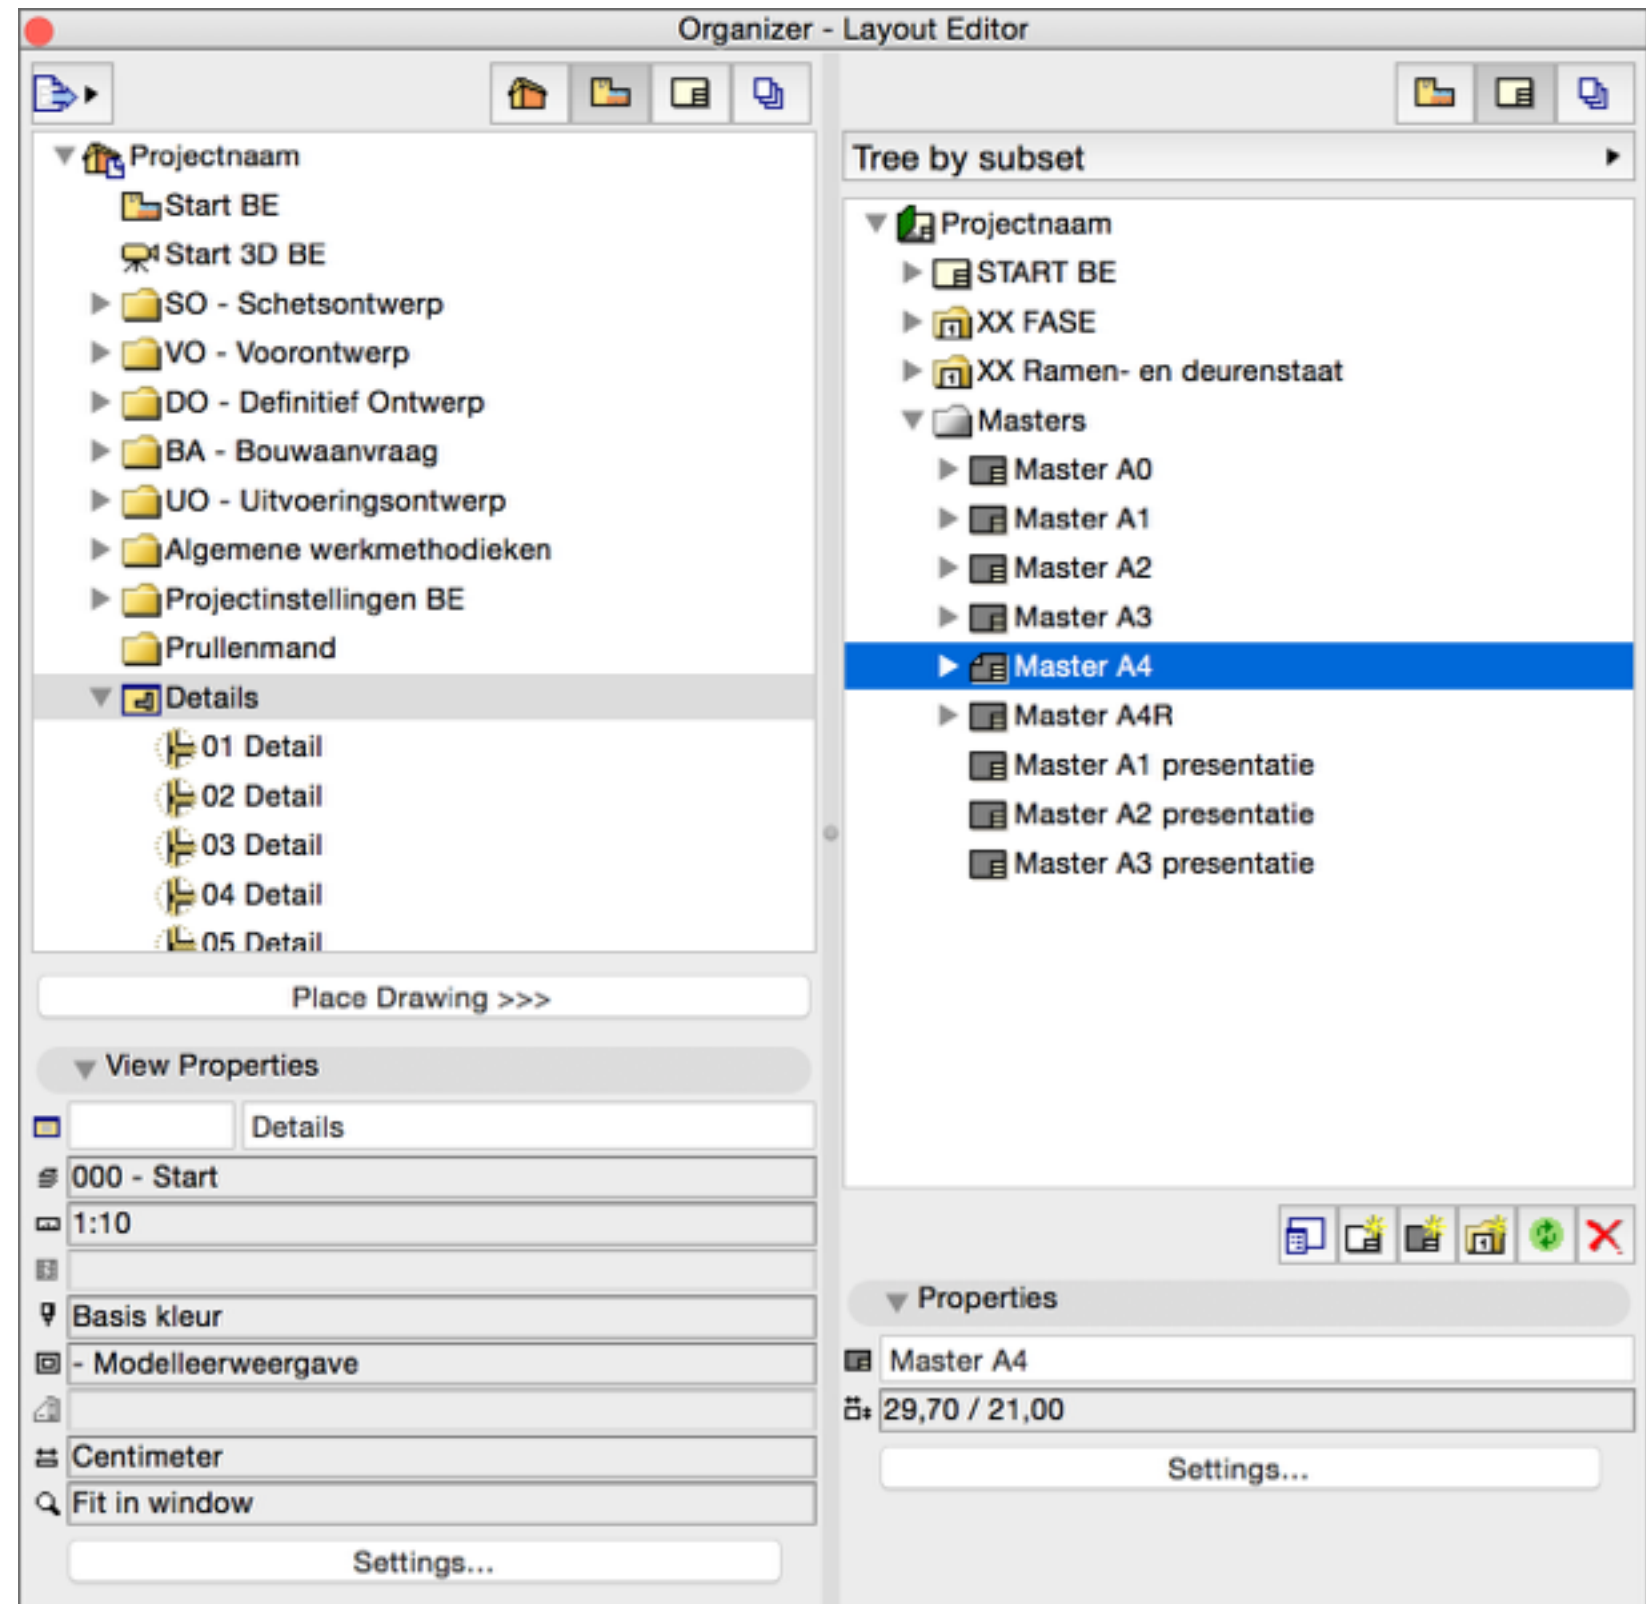 Organizer - Layout Editor
Projectnaam
Start BE
Start 3D BE
SO - Schetsontwerp
VO - Voorontwerp
DO - Definitief Ontwerp
BA - Bouwaanvraag
UO - Uitvoeringsontwerp
Algemene werkmethodieken
Projectinstellingen BE
Prullenmand
Details
01 Detail
02 Detail
03 Detail
04 Detail
05 Detail
Place Drawing >>>
View Properties
Details
000 - Start
1:10
Basis kleur
- Modelleerweergave
Centimeter
Fit in window
Settings...
Tree by subset
Projectnaam
START BE
XX FASE
XX Ramen- en deurenstaat
Masters
Master A0
Master A1
Master A2
Master A3
Master A4
Master A4R
Master A1 presentatie
Master A2 presentatie
Master A3 presentatie
Properties
Master A4
29,70 / 21,00
Settings...